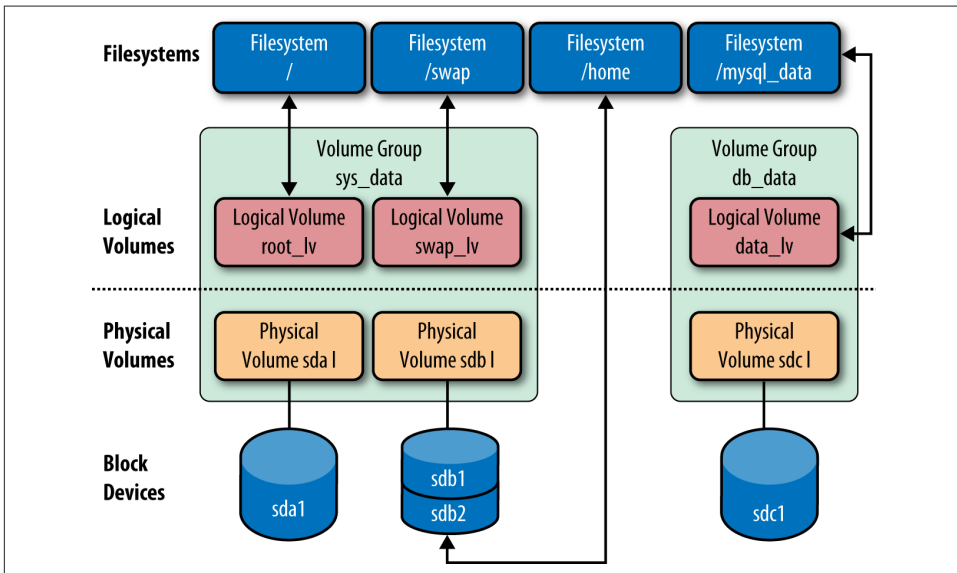 Filesystems
Filesystem
/
Filesystem
/swap
Filesystem
/home
Filesystem
/mysql_data
Volume Group
sys_data
Volume Group
db_data
Logical
Volumes
Logical Volume
root_lv
Logical Volume
swap_lv
Logical Volume
data_lv
Physical
Volumes
Physical
Volume sda l
Physical
Volume sdb l
Physical
Volume sdc l
Block
Devices
sda1
sdb1
sdb2
sdc1